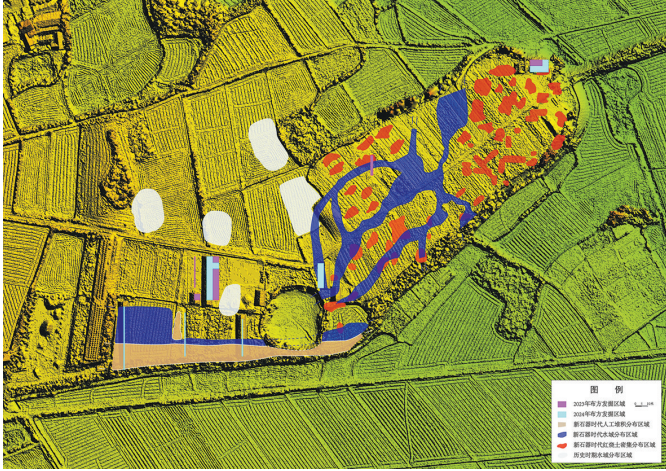 图 例
2023年布方发掘区域
2024年布方发掘区域
新石器时代人工堆积分布区域
新石器时代水域分布区域
新石器时代红烧土密集分布区域
历史时期水域分布区域